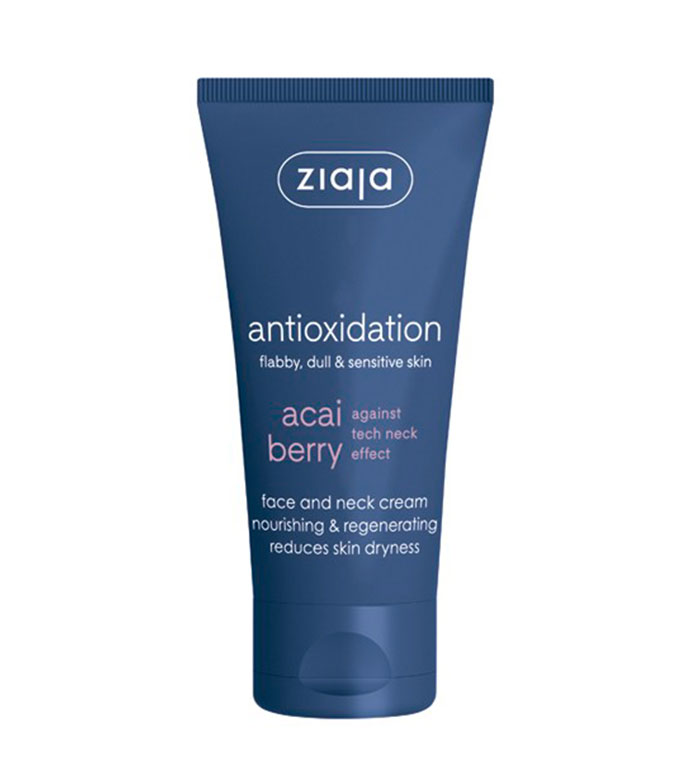 ziaja
antioxidation
flabby, dull & sensitive skin
acai
berry
against
tech neck
effect
face and neck cream
nourishing & regenerating
reduces skin dryness